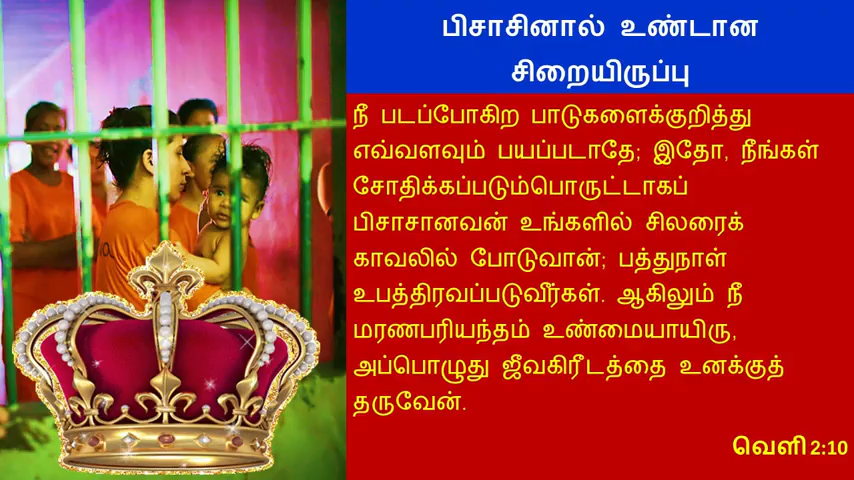 பிசாசினால் உண்டான
சிறையிருப்பு
நீ படப்போகிற பாடுகளைக்குறித்து
எவ்வளவும் பயப்படாதே; இதோ, நீங்கள்
சோதிக்கப்படும்பொருட்டாகப்
பிசாசானவன் உங்களில் சிலரைக்
காவலில் போடுவான்; பத்துநாள்
உபத்திரவப்படுவீர்கள். ஆகிலும் நீ
மரணபரியந்தம் உண்மையாயிரு,
அப்பொழுது ஜீவகிரீடத்தை உனக்குத்
தருவேன்.
வெளி 2:10